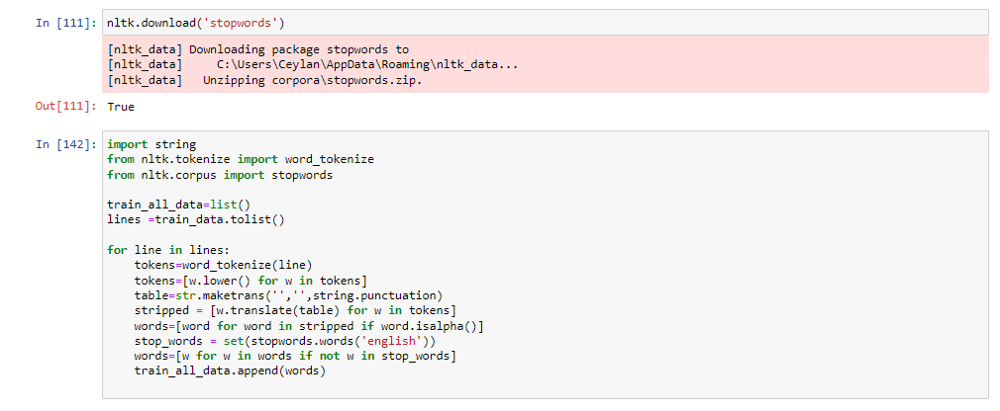 In [111]: nltk.download('stopwords')
[nltk_data] Downloading package stopwords to
[nltk_data]     C:\Users\Ceylan\AppData\Roaming\nltk_data...
[nltk_data]   Unzipping corpora\stopwords.zip.
Out[111]: True
In [142]: import string
from nltk.tokenize import word_tokenize
from nltk.corpus import stopwords

train_all_data=list()
lines =train_data.tolist()

for line in lines:
    tokens=word_tokenize(line)
    tokens=[w.lower() for w in tokens]
    table=str.maketrans('','',string.punctuation)
    stripped = [w.translate(table) for w in tokens]
    words=[word for word in stripped if word.isalpha()]
    stop_words = set(stopwords.words('english'))
    words=[w for w in words if not w in stop_words]
    train_all_data.append(words)